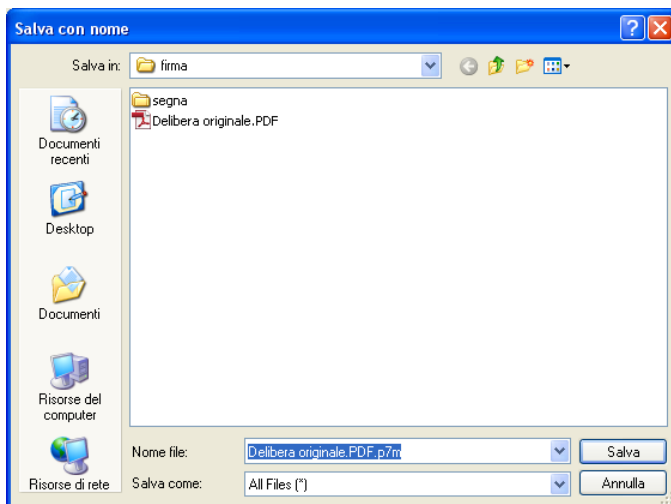 Salva con nome
Salva in: firma
segna
Delibera originale.PDF
Documenti
recenti
Desktop
Documenti
Risorse del
computer
Risorse di rete
Nome file: Delibera originale.PDF.p7m Salva
Salva come: All Files (*) Annulla